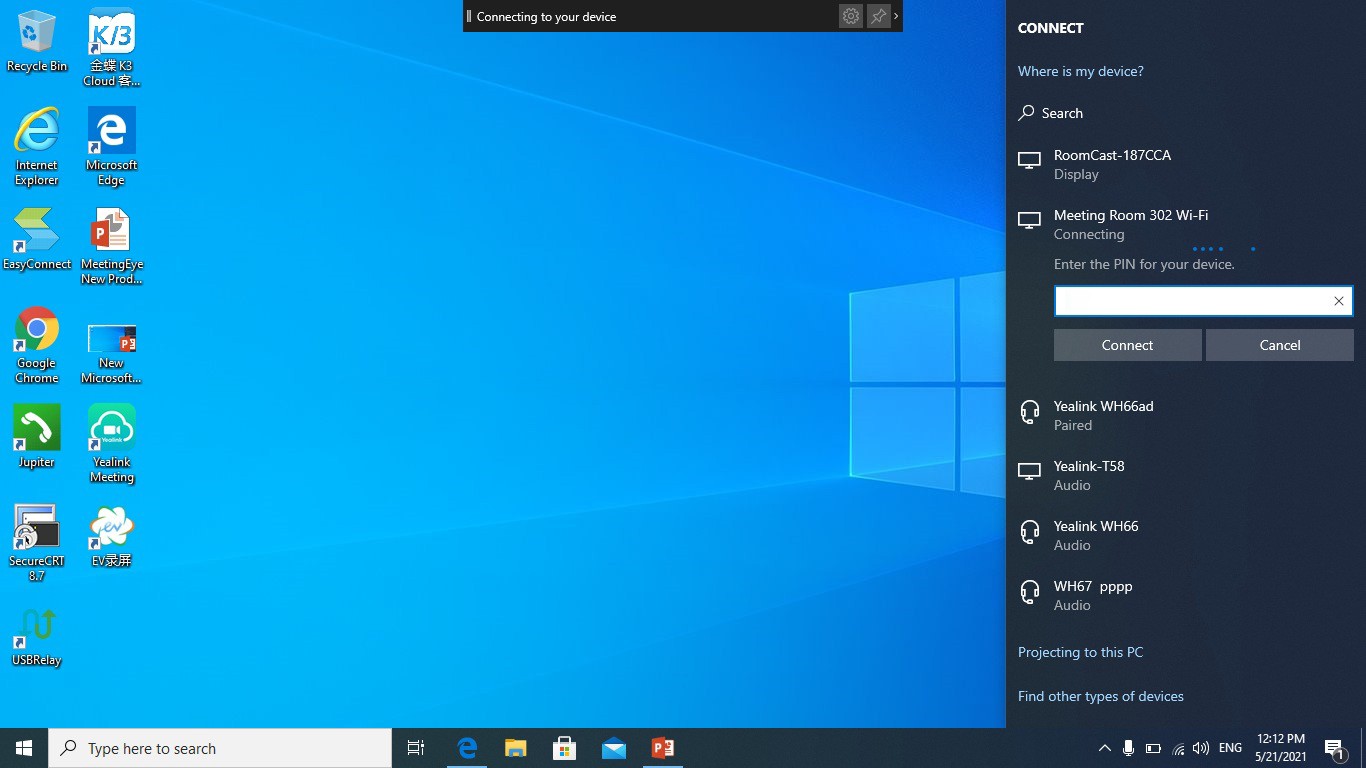 Connecting to your device
Recycle Bin
K/3
金蝶 K3
Cloud 客...
Internet
Explorer
Microsoft
Edge
EasyConnect
MeetingEye
New Prod...
Google
Chrome
New
Microsoft...
Jupiter
Yealink
Yealink
Meeting
SecureCRT
8.7
ev
EV录屏
USBRelay
CONNECT
Where is my device?
Search
RoomCast-187CCA
Display
Meeting Room 302 Wi-Fi
Connecting
Enter the PIN for your device.
Connect
Cancel
Yealink WH66ad
Paired
Yealink-T58
Audio
Yealink WH66
Audio
WH67  pppp
Audio
Projecting to this PC
Find other types of devices
Type here to search
ENG
12:12 PM
5/21/2021
1